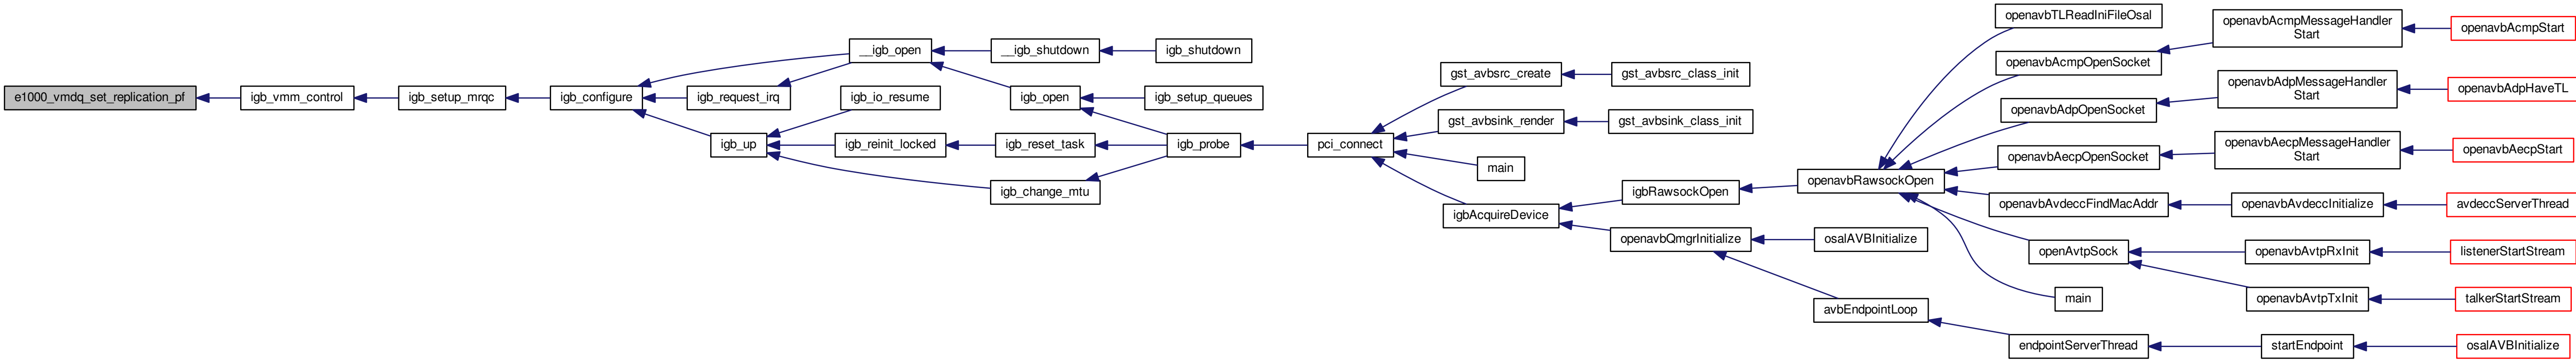 e1000_vmdq_set_replication_pf
igb_vmm_control
igb_setup_mrqc
igb_configure
__igb_open
igb_request_irq
igb_up
__igb_shutdown
igb_shutdown
igb_io_resume
igb_open
igb_setup_queues
igb_reinit_locked
igb_reset_task
igb_probe
igb_change_mtu
pci_connect
gst_avbsrc_create
gst_avbsrc_class_init
gst_avbsink_render
gst_avbsink_class_init
main
igbAcquireDevice
igbRawsockOpen
openavbQmgrInitialize
osalAVBInitialize
avbEndpointLoop
openavbRawsockOpen
openavbTLReadIniFileOsal
openavbAcmpOpenSocket
openavbAcmpMessageHandler
Start
openavbAcmpStart
openavbAdpOpenSocket
openavbAdpMessageHandler
Start
openavbAdpHaveTL
openavbAecpOpenSocket
openavbAecpMessageHandler
Start
openavbAecpStart
openavbAvdeccFindMacAddr
openavbAvdeccInitialize
avdeccServerThread
openAvtpSock
openavbAvtpRxInit
listenerStartStream
openavbAvtpTxInit
talkerStartStream
main
endpointServerThread
startEndpoint
osalAVBInitialize